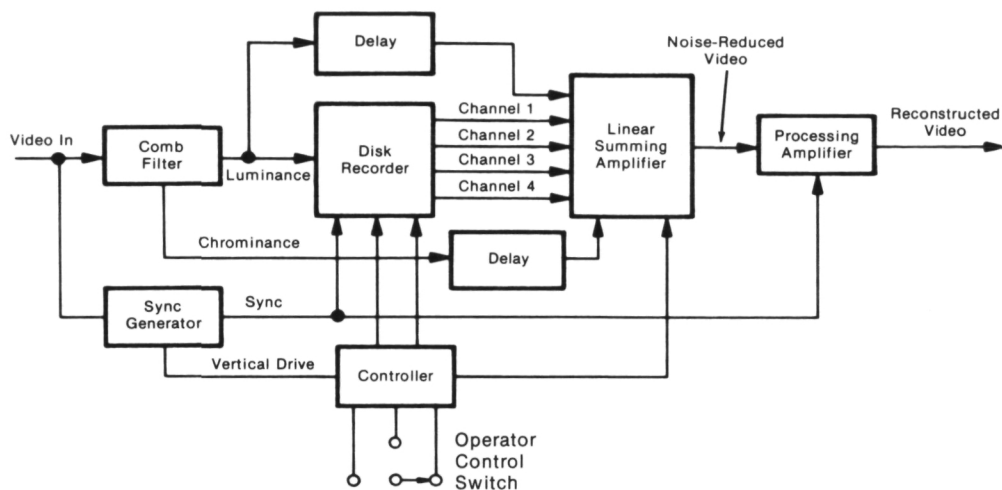 Delay
Noise-Reduced
Video
Channel 1
Channel 2
Channel 3
Channel 4
Video In
Comb
Filter
Luminance
Disk
Recorder
Linear
Summing
Amplifier
Processing
Amplifier
Reconstructed
Video
Chrominance
Delay
Sync
Generator
Sync
Vertical Drive
Controller
Operator
Control
Switch